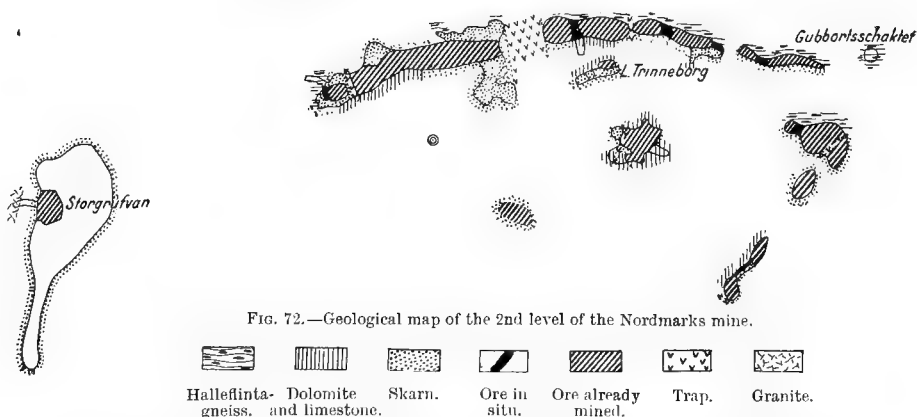 Gubbortsschaktet
L. Trinneborg
Storgrufvan
FIG. 72.—Geological map of the 2nd level of the Nordmarks mine.
Halleflinta- Dolomite Skarn. Ore in Ore already Trap. Granite.
gneiss. and limestone. situ. mined.